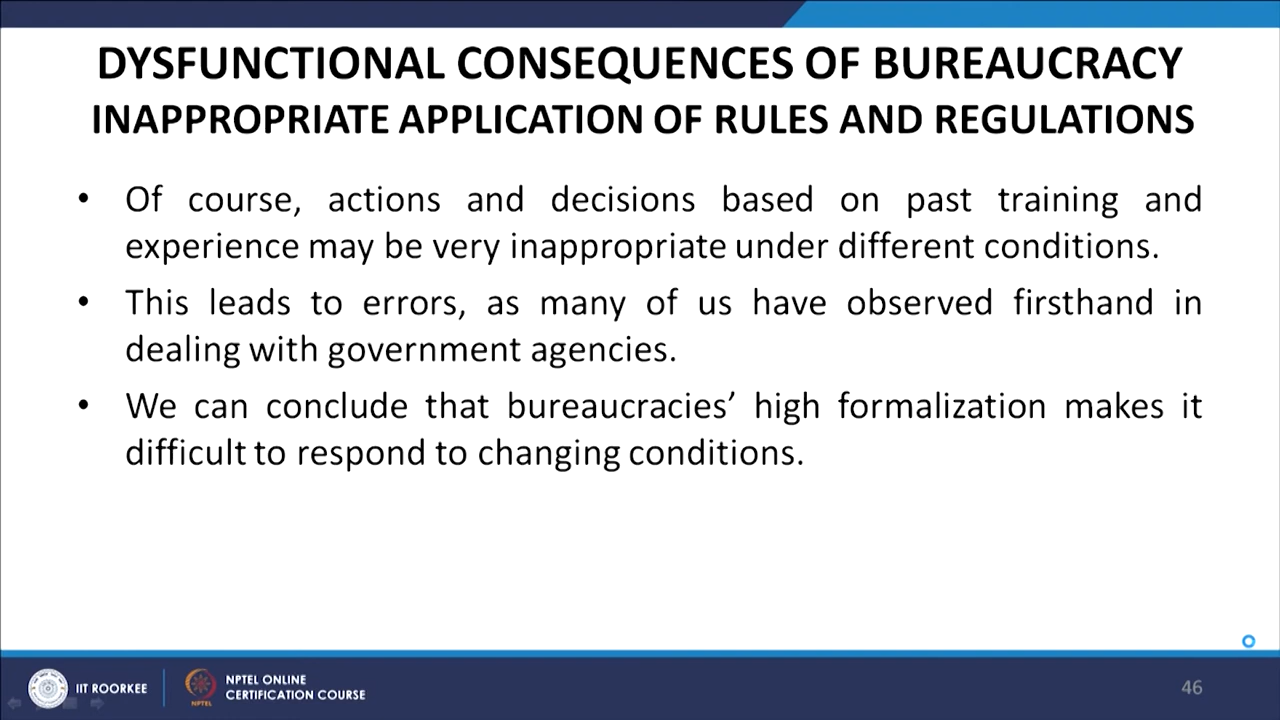 DYSFUNCTIONAL CONSEQUENCES OF BUREAUCRACY
INAPPROPRIATE APPLICATION OF RULES AND REGULATIONS
• Of course, actions and decisions based on past training and
experience may be very inappropriate under different conditions.
• This leads to errors, as many of us have observed firsthand in
dealing with government agencies.
• We can conclude that bureaucracies’ high formalization makes it
difficult to respond to changing conditions.
IIT ROORKEE
NPTEL
NPTEL ONLINE
CERTIFICATION COURSE
46